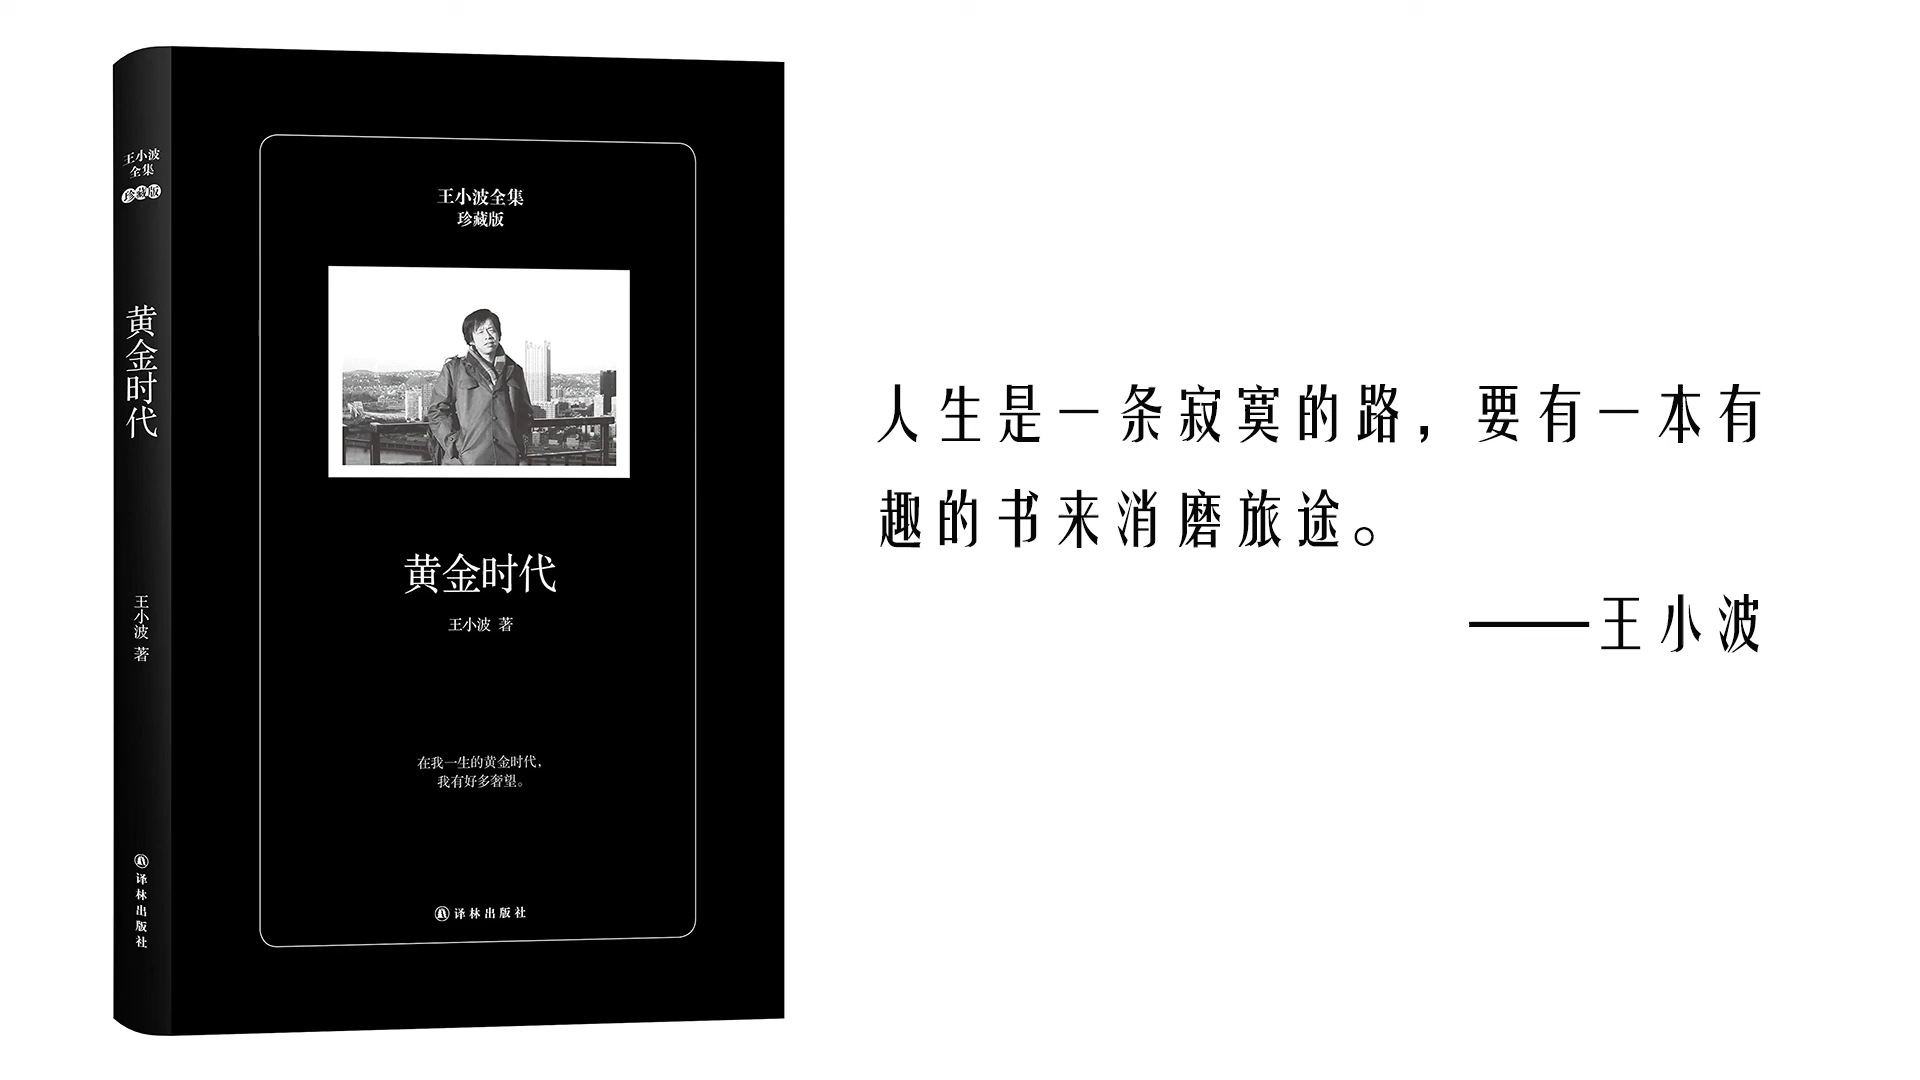 王小波
全集
珍藏版
黄金时代
王小波 著
译林出版社
王小波全集
珍藏版
黄金时代
王小波 著
在我一生的黄金时代，
我有好多奢望。
译林出版社
人生是一条寂寞的路，要有一本有
趣的书来消磨旅途。
——王小波